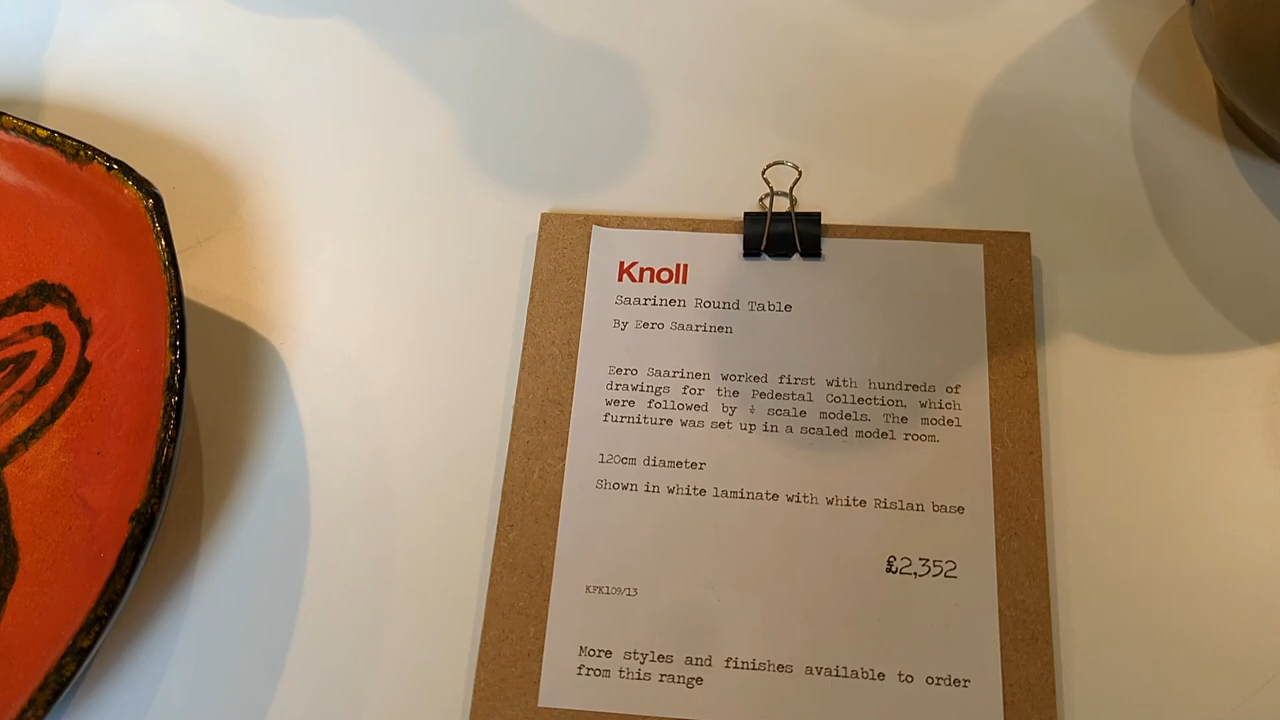 Knoll
Saarinen Round Table
By Eero Saarinen
Eero Saarinen worked first with hundreds of
drawings for the Pedestal Collection, which
were followed by scale models. The model
furniture was set up in a scaled model room.
120cm diameter
Shown in white laminate with white Rislan base
£2,352
KFK109/13
More styles and finishes available to order
from this range